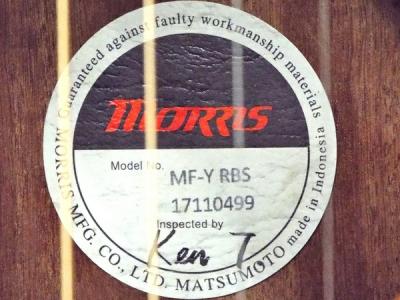 Guaranteed against faulty workmanship materials
MORRIS
Model No. MF-Y RBS
17110499
Inspected by
Ken T.
MORRIS MFG. CO., LTD. MATSUMOTO made in Indonesia